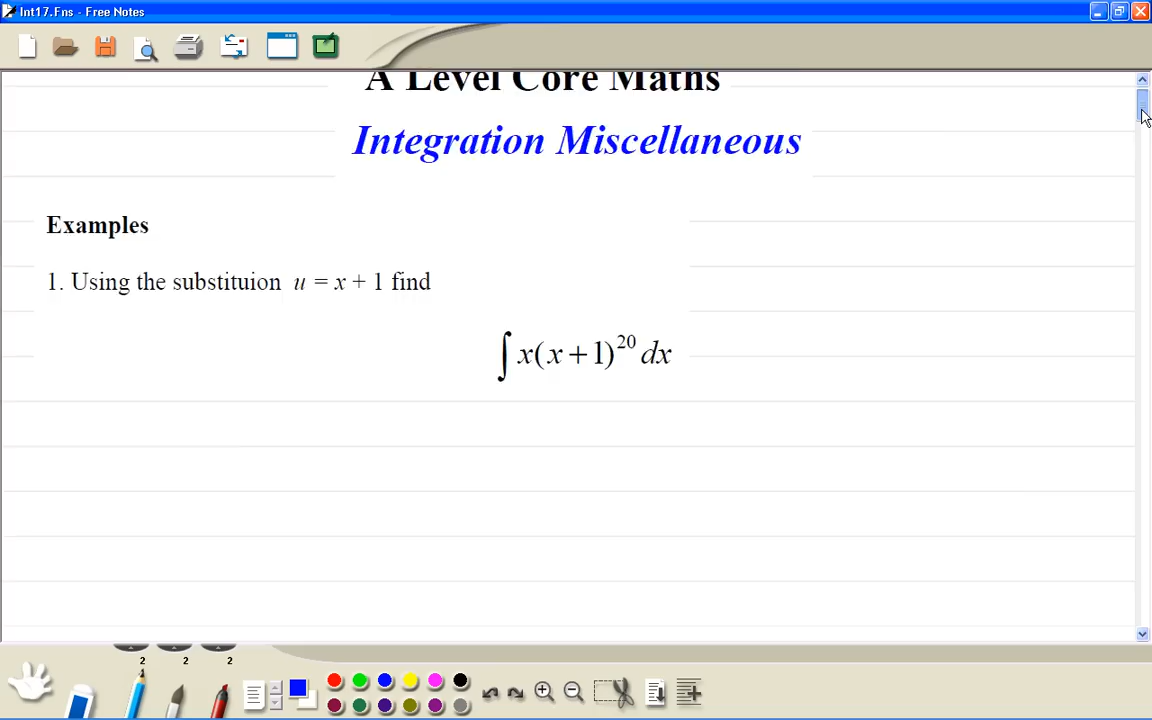 Int17.Fns - Free Notes
A Level Core Maths
Integration Miscellaneous
Examples
1. Using the substituion u = x + 1 find
∫ x(x+1)²⁰ dx
2 2 2